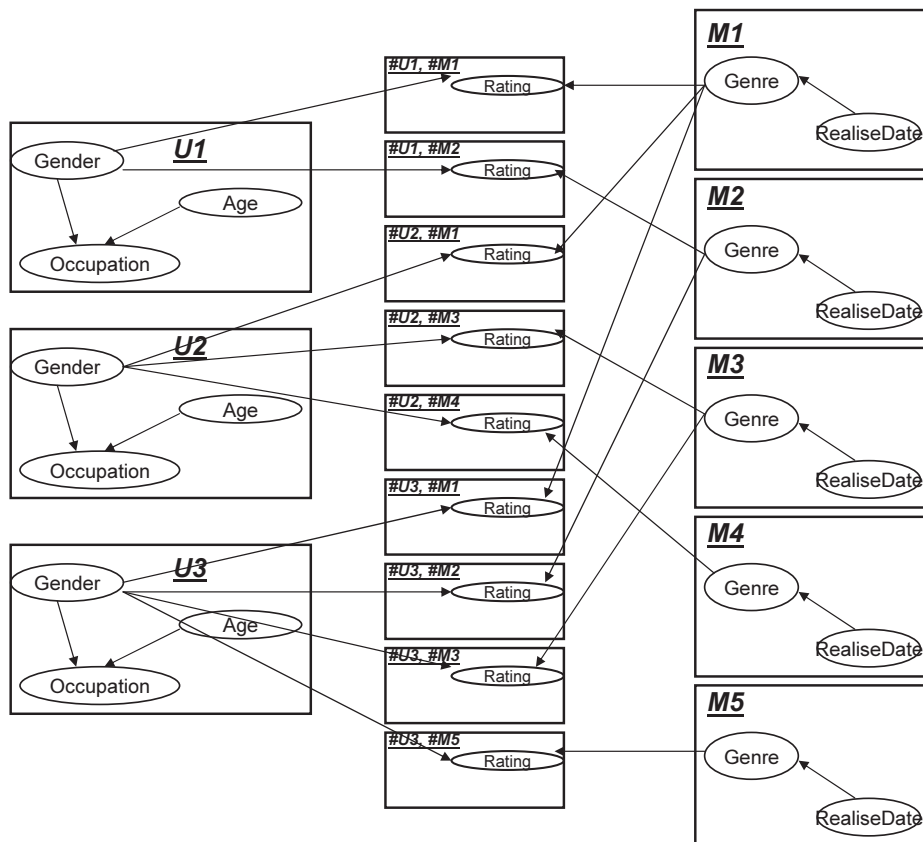 U1
Gender
Age
Occupation
U2
Gender
Age
Occupation
U3
Gender
Age
Occupation
#U1, #M1
Rating
#U1, #M2
Rating
#U2, #M1
Rating
#U2, #M3
Rating
#U2, #M4
Rating
#U3, #M1
Rating
#U3, #M2
Rating
#U3, #M3
Rating
#U3, #M5
Rating
M1
Genre
RealiseDate
M2
Genre
RealiseDate
M3
Genre
RealiseDate
M4
Genre
RealiseDate
M5
Genre
RealiseDate